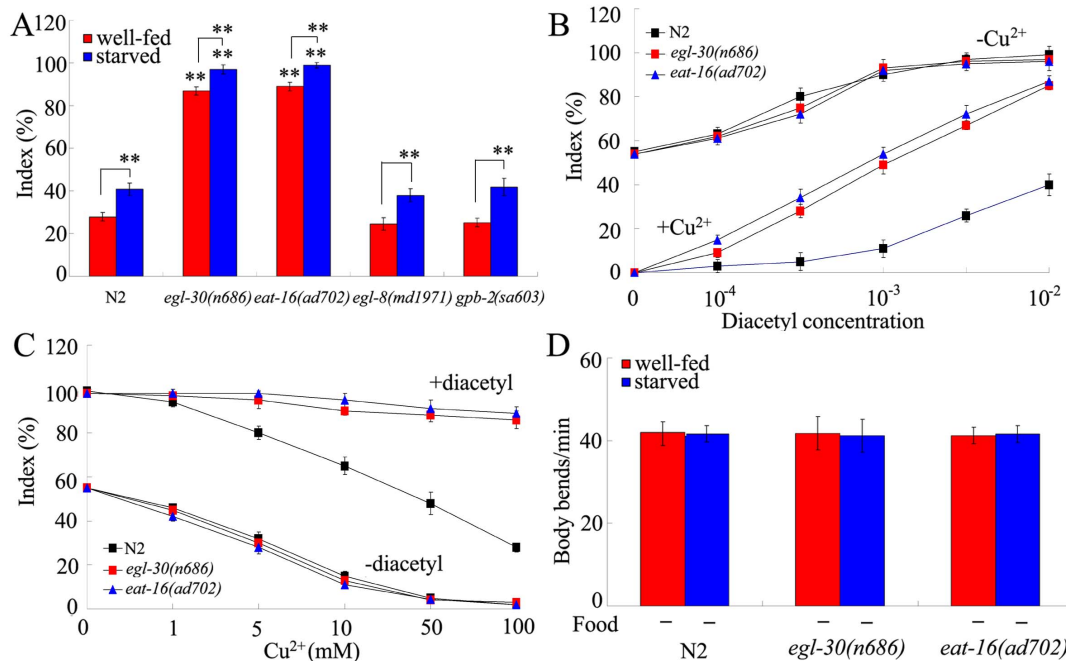 A
well-fed
starved
**
**
**
**
**
**
**
**
120
100
80
60
40
20
0
Index (%)
N2
egl-30(n686)
eat-16(ad702)
egl-8(md1971)
gpb-2(sa603)
B
N2
egl-30(n686)
eat-16(ad702)
-Cu²⁺
+Cu²⁺
120
100
80
60
40
20
0
Index (%)
0
10⁻⁴
10⁻³
10⁻²
Diacetyl concentration
C
120
100
80
60
40
20
0
Index (%)
+diacetyl
-diacetyl
N2
egl-30(n686)
eat-16(ad702)
0
1
5
10
50
100
Cu²⁺(mM)
D
well-fed
starved
60
40
20
0
Body bends/min
Food – – – – – –
N2
egl-30(n686)
eat-16(ad702)